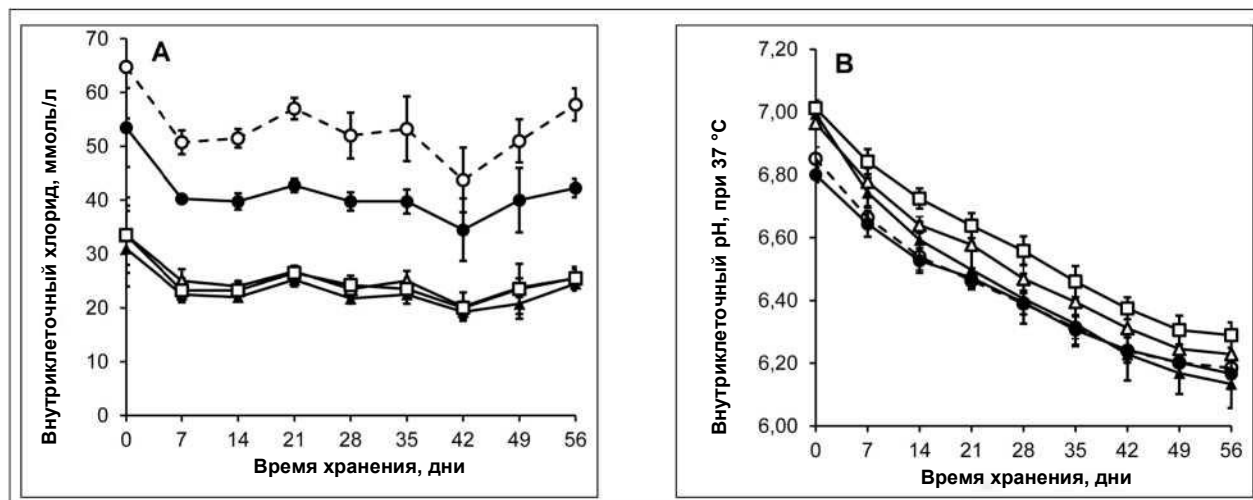 A
Внутриклеточный хлорид, ммоль/л
70
60
50
40
30
20
10
0
0 7 14 21 28 35 42 49 56
Время хранения, дни
B
Внутриклеточный pH, при 37 °C
7,20
7,00
6,80
6,60
6,40
6,20
6,00
0 7 14 21 28 35 42 49 56
Время хранения, дни